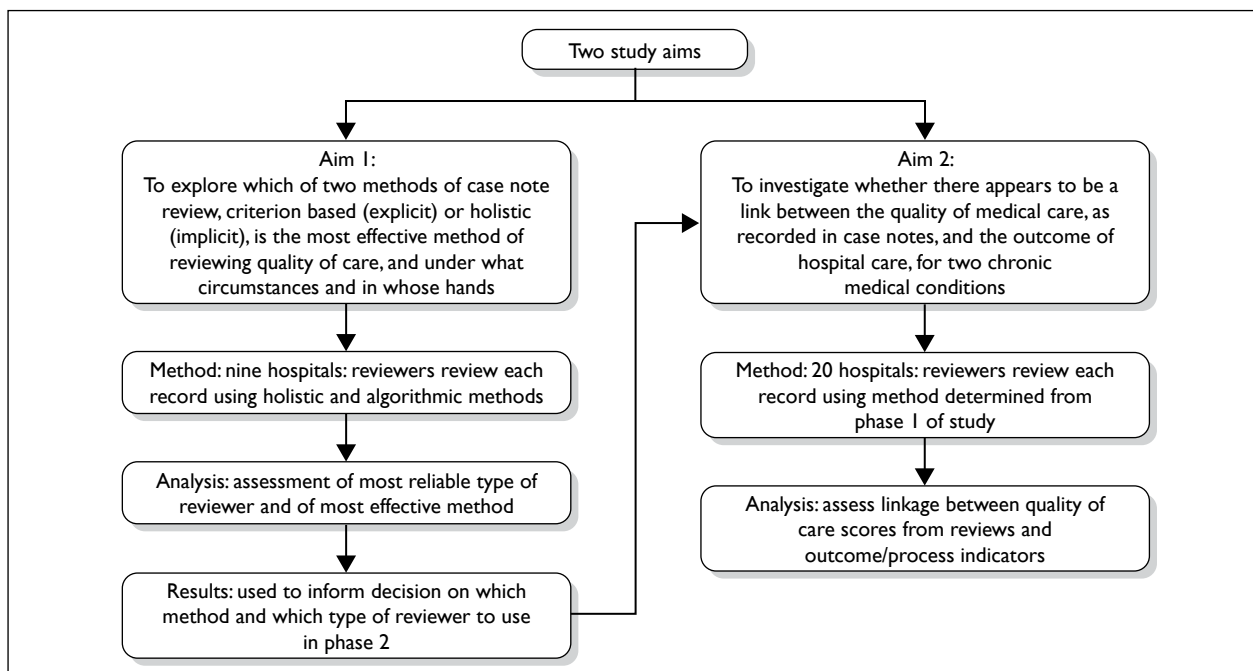 Two study aims
Aim 1:
To explore which of two methods of case note
review, criterion based (explicit) or holistic
(implicit), is the most effective method of
reviewing quality of care, and under what
circumstances and in whose hands
Method: nine hospitals: reviewers review each
record using holistic and algorithmic methods
Analysis: assessment of most reliable type of
reviewer and of most effective method
Results: used to inform decision on which
method and which type of reviewer to use
in phase 2
Aim 2:
To investigate whether there appears to be a
link between the quality of medical care, as
recorded in case notes, and the outcome of
hospital care, for two chronic
medical conditions
Method: 20 hospitals: reviewers review each
record using method determined from
phase 1 of study
Analysis: assess linkage between quality of
care scores from reviews and
outcome/process indicators